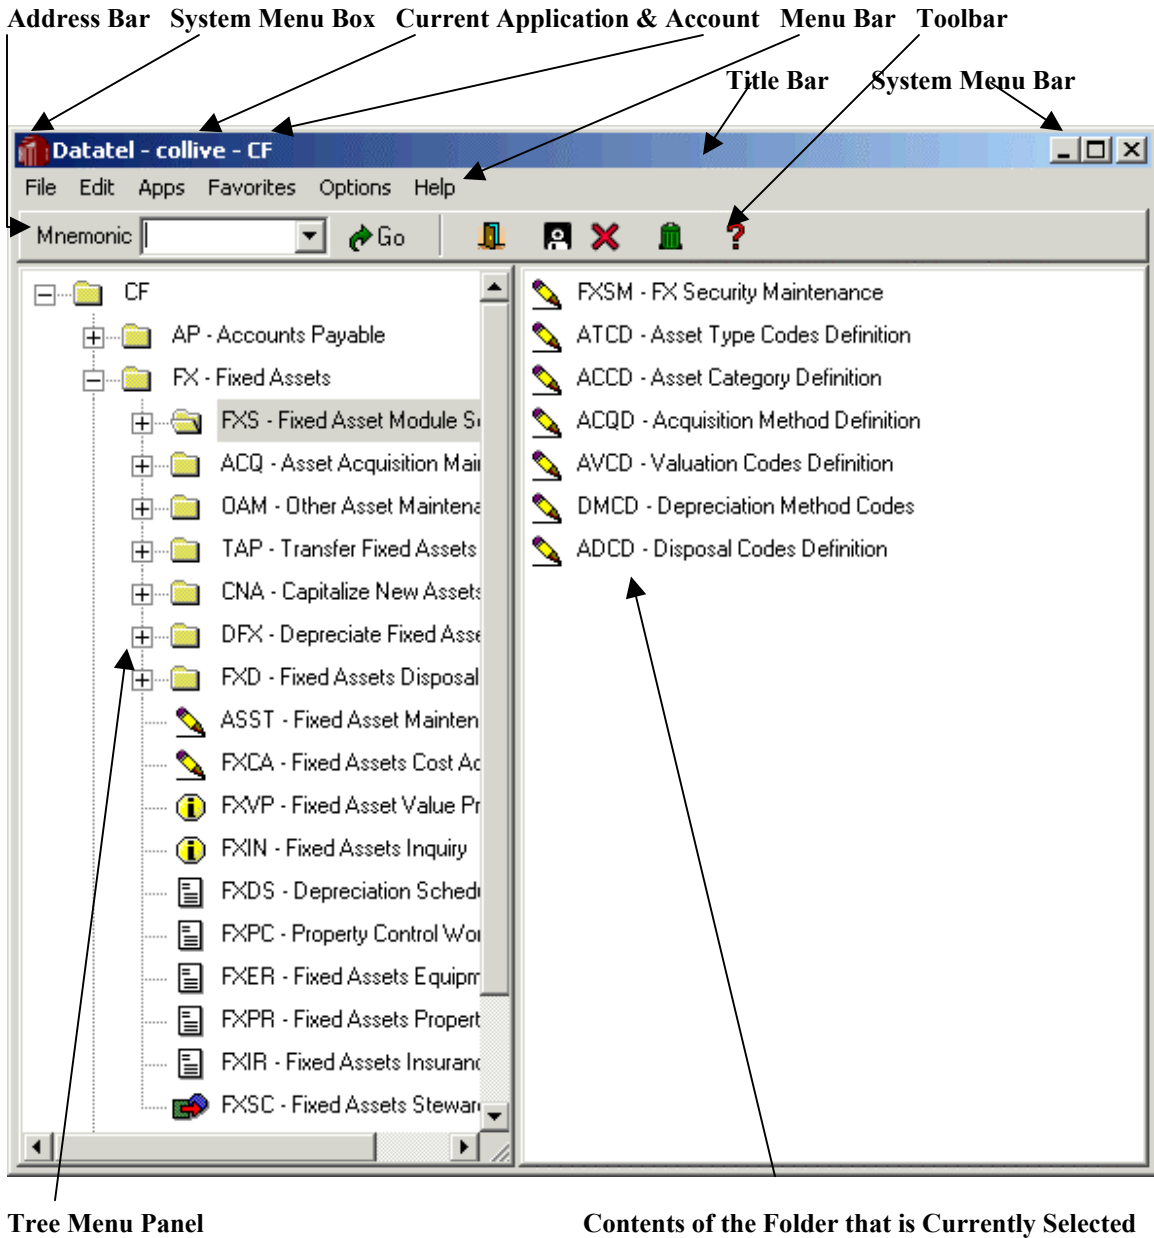 Address Bar System Menu Box Current Application & Account Menu Bar Toolbar
Title Bar System Menu Bar
Datatel - collive - CF
File Edit Apps Favorites Options Help
Mnemonic Go ?
CF
AP - Accounts Payable
FX - Fixed Assets
FXS - Fixed Asset Module S
ACQ - Asset Acquisition Mai
OAM - Other Asset Maintena
TAP - Transfer Fixed Assets
CNA - Capitalize New Assets
DFX - Depreciate Fixed Asse
FXD - Fixed Assets Disposal
ASST - Fixed Asset Mainten
FXCA - Fixed Assets Cost Ac
FXVP - Fixed Asset Value Pr
FXIN - Fixed Assets Inquiry
FXDS - Depreciation Schedu
FXPC - Property Control Wor
FXER - Fixed Assets Equipm
FXPR - Fixed Assets Propert
FXIR - Fixed Assets Insuranc
FXSC - Fixed Assets Stewar
FXSM - FX Security Maintenance
ATCD - Asset Type Codes Definition
ACCD - Asset Category Definition
ACQD - Acquisition Method Definition
AVCD - Valuation Codes Definition
DMCD - Depreciation Method Codes
ADCD - Disposal Codes Definition
Tree Menu Panel Contents of the Folder that is Currently Selected